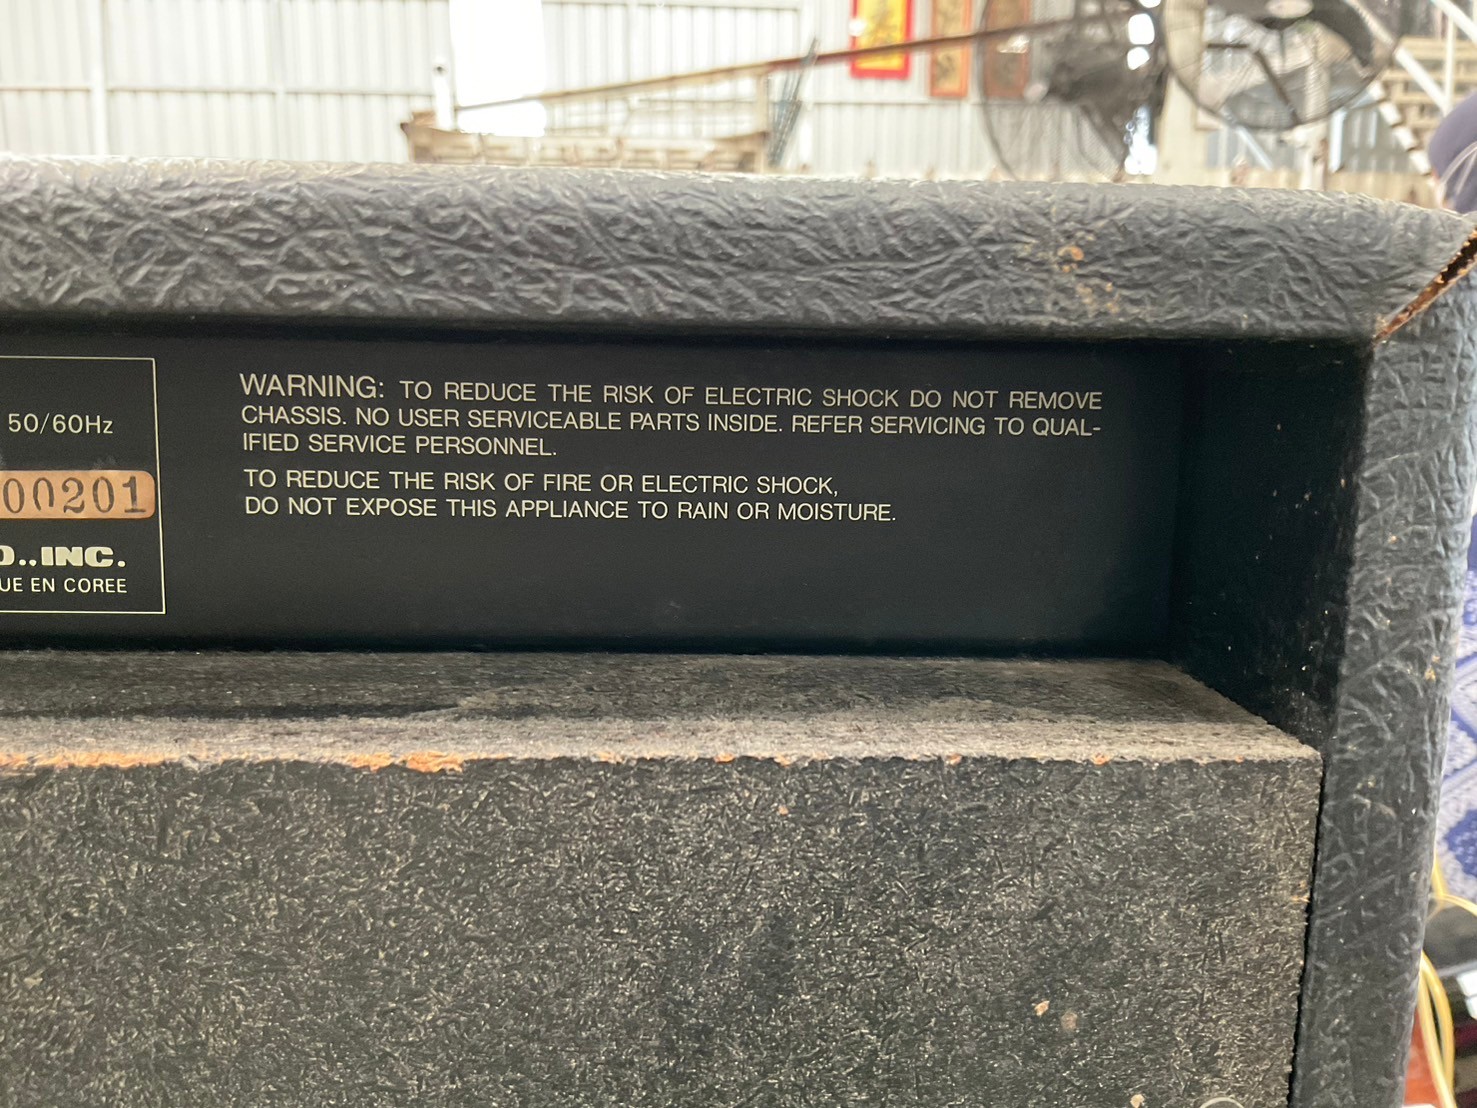 50/60Hz
00201
O.,INC.
UE EN COREE
WARNING: TO REDUCE THE RISK OF ELECTRIC SHOCK DO NOT REMOVE
CHASSIS. NO USER SERVICEABLE PARTS INSIDE. REFER SERVICING TO QUAL-
IFIED SERVICE PERSONNEL.
TO REDUCE THE RISK OF FIRE OR ELECTRIC SHOCK,
DO NOT EXPOSE THIS APPLIANCE TO RAIN OR MOISTURE.